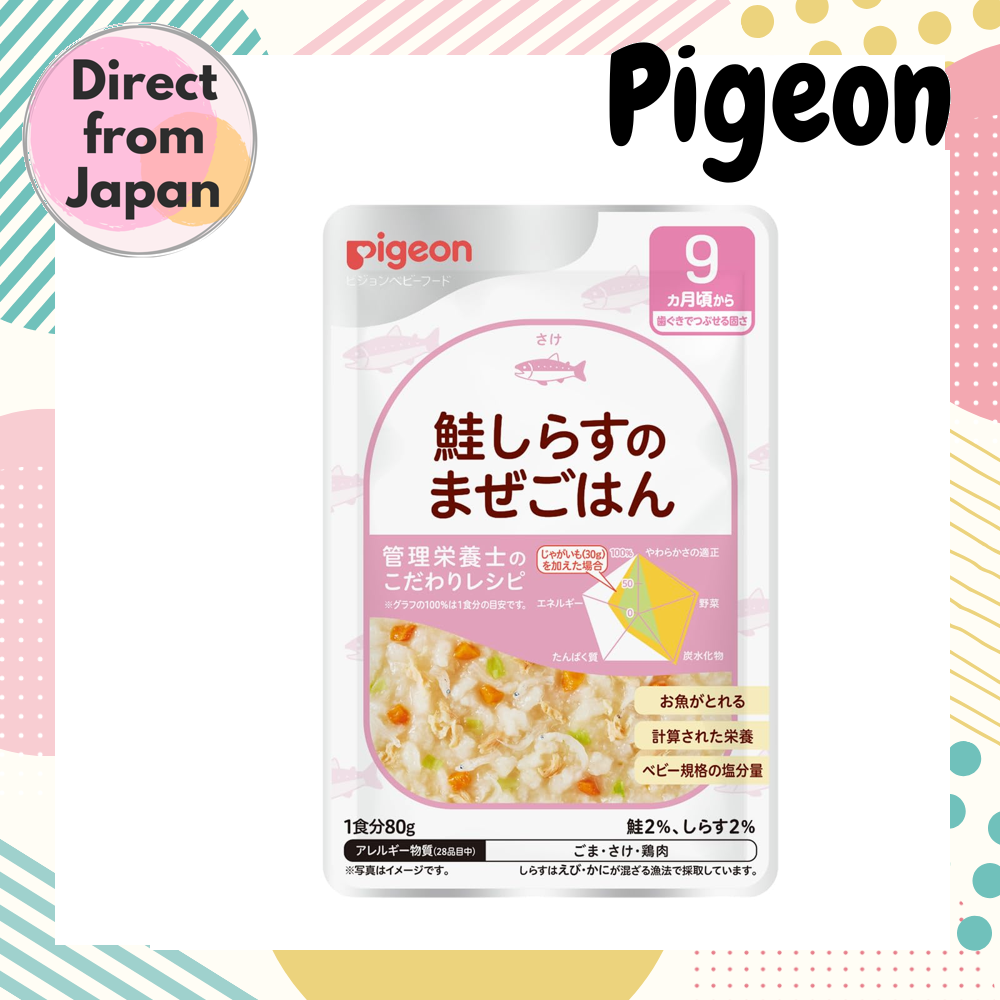 Direct
from
Japan
Pigeon
Pigeon
ピジョンベビーフード
9
カ月頃から
歯ぐきでつぶせる固さ
さけ
鮭しらすの
まぜごはん
管理栄養士の
こだわりレシピ
※グラフの100%は1食分の目安です。
じゃがいも(30g)
を加えた場合
100%
やわらかさの適正
50
エネルギー
0
野菜
たんぱく質
炭水化物
お魚がとれる
計算された栄養
ベビー規格の塩分量
1食分80g
鮭2%、しらす2%
アレルギー物質(28品目中)
ごま・さけ・鶏肉
※写真はイメージです。
しらすはえび・かにが混ざる漁法で採取しています。